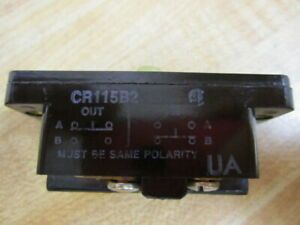 CR115B2
OUT
A A
B B
MUST BE SAME POLARITY
UA